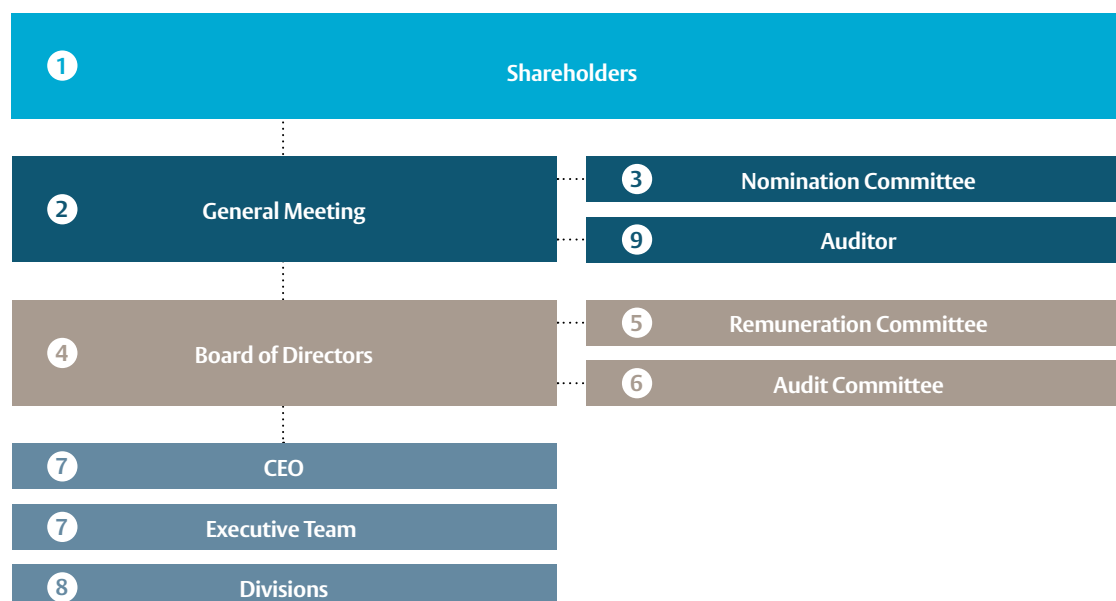 1 Shareholders
2 General Meeting
3 Nomination Committee
9 Auditor
4 Board of Directors
5 Remuneration Committee
6 Audit Committee
7 CEO
7 Executive Team
8 Divisions